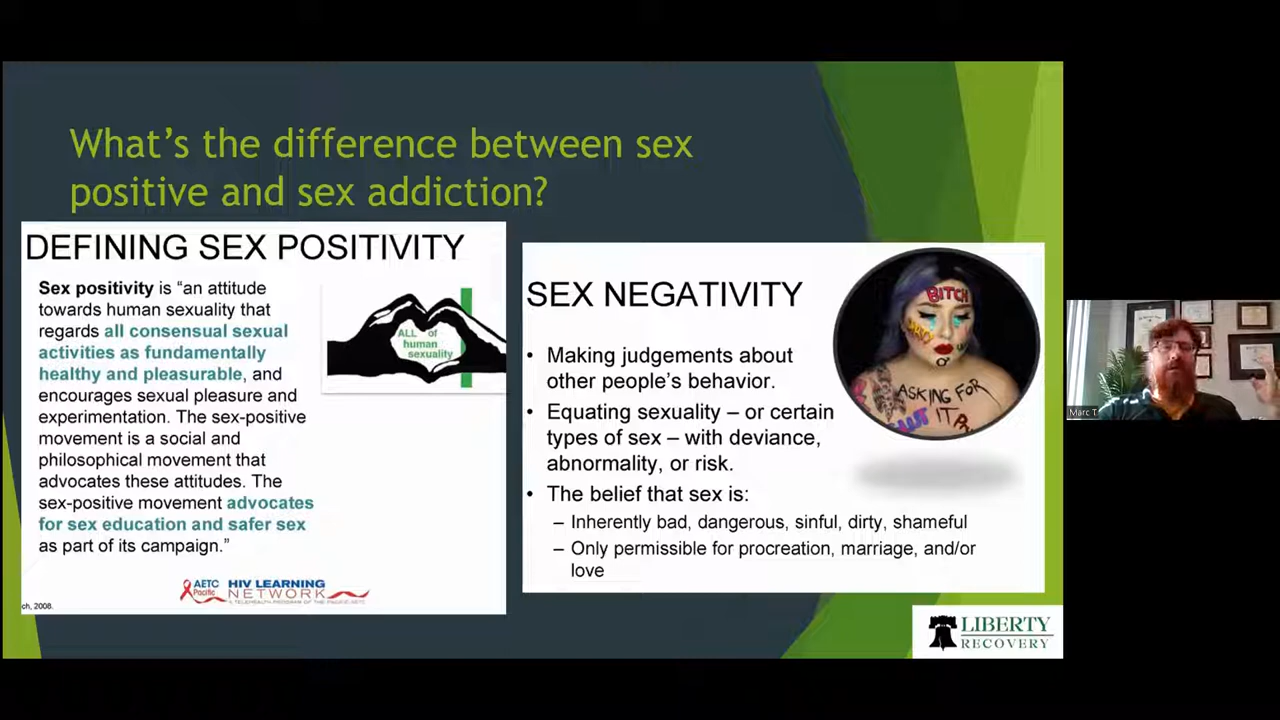 What's the difference between sex
positive and sex addiction?
DEFINING SEX POSITIVITY
Sex positivity is "an attitude
towards human sexuality that
regards all consensual sexual
activities as fundamentally
healthy and pleasurable, and
encourages sexual pleasure and
experimentation. The sex-positive
movement is a social and
philosophical movement that
advocates these attitudes. The
sex-positive movement advocates
for sex education and safer sex
as part of its campaign."
ALL of
human
sexuality
AETC
Pacific
HIV LEARNING
NETWORK
A TELEHEALTH PROGRAM OF THE PACIFIC AETC
ch, 2008.
SEX NEGATIVITY
• Making judgements about
other people's behavior.
• Equating sexuality – or certain
types of sex – with deviance,
abnormality, or risk.
• The belief that sex is:
– Inherently bad, dangerous, sinful, dirty, shameful
– Only permissible for procreation, marriage, and/or
love
BITCH
ASKING FOR
IT
LIBERTY
RECOVERY
Marc T